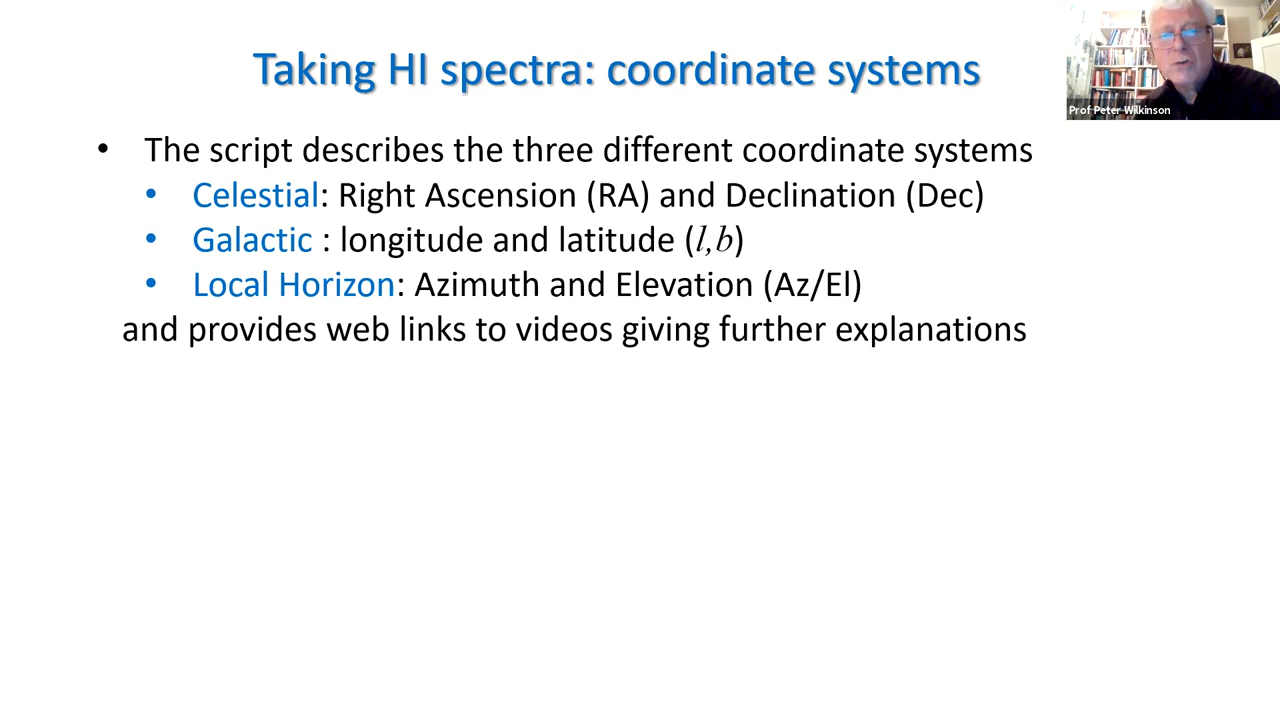 Taking HI spectra: coordinate systems
Prof Peter Wilkinson
• The script describes the three different coordinate systems
• Celestial: Right Ascension (RA) and Declination (Dec)
• Galactic : longitude and latitude (l,b)
• Local Horizon: Azimuth and Elevation (Az/El)
and provides web links to videos giving further explanations